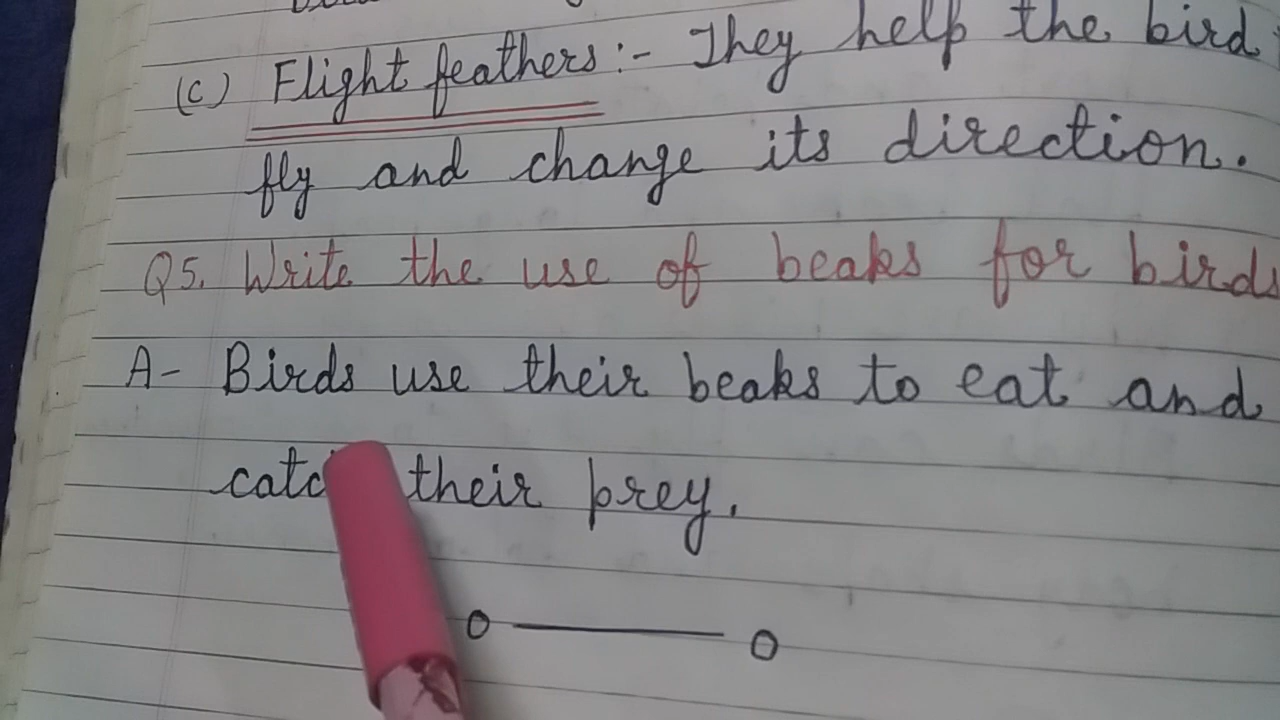 (C) Flight feathers :- They help the bird
fly and change its direction.
Q5. Write the use of beaks for birds
A- Birds use their beaks to eat and
their prey.